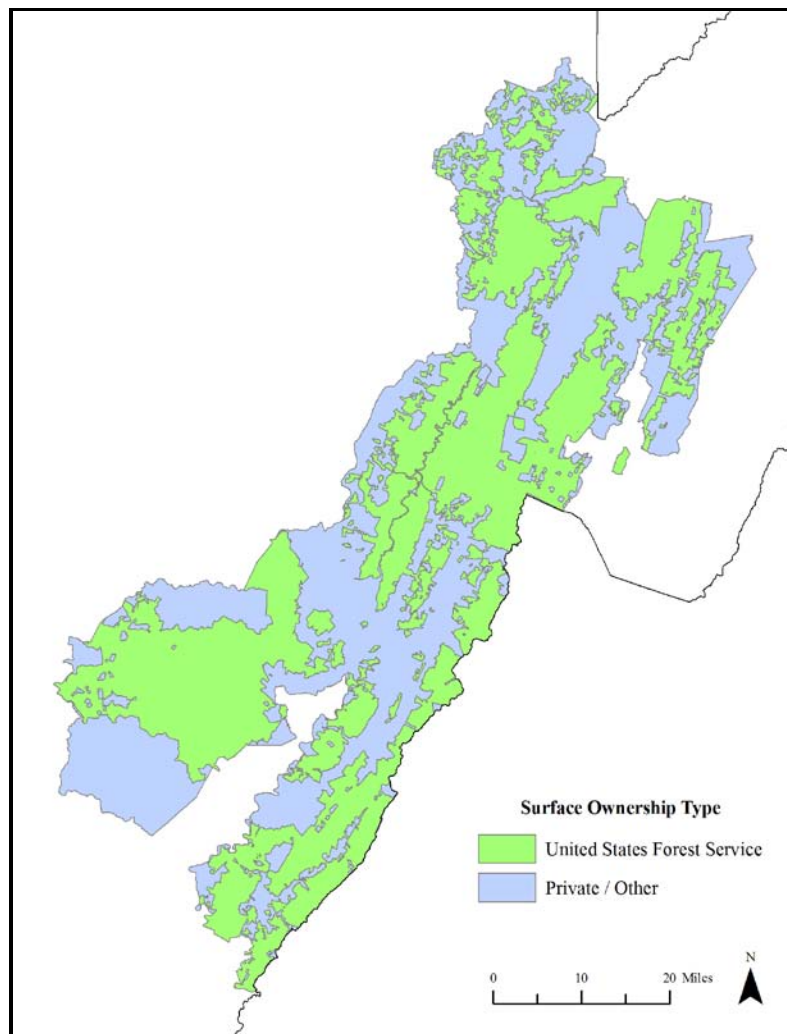 Surface Ownership Type
United States Forest Service
Private / Other
N
0 10 20 Miles